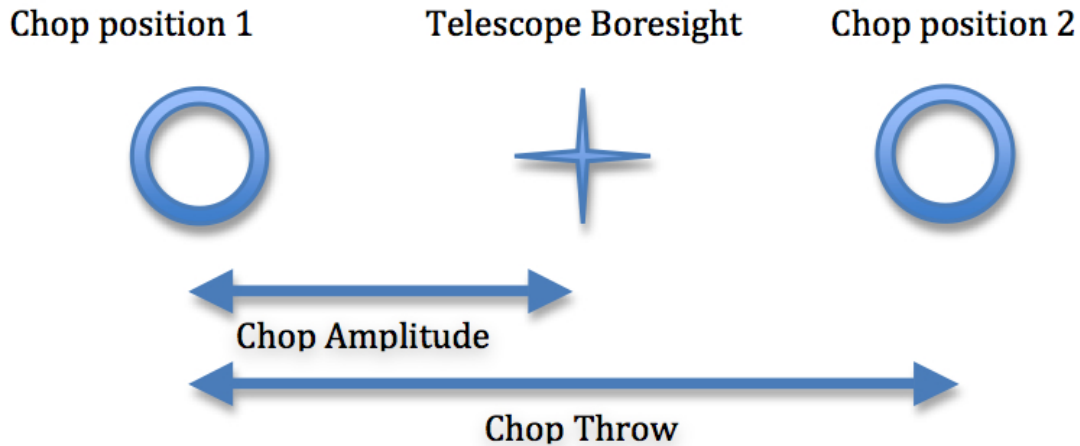 Chop position 1
Telescope Boresight
Chop position 2
Chop Amplitude
Chop Throw